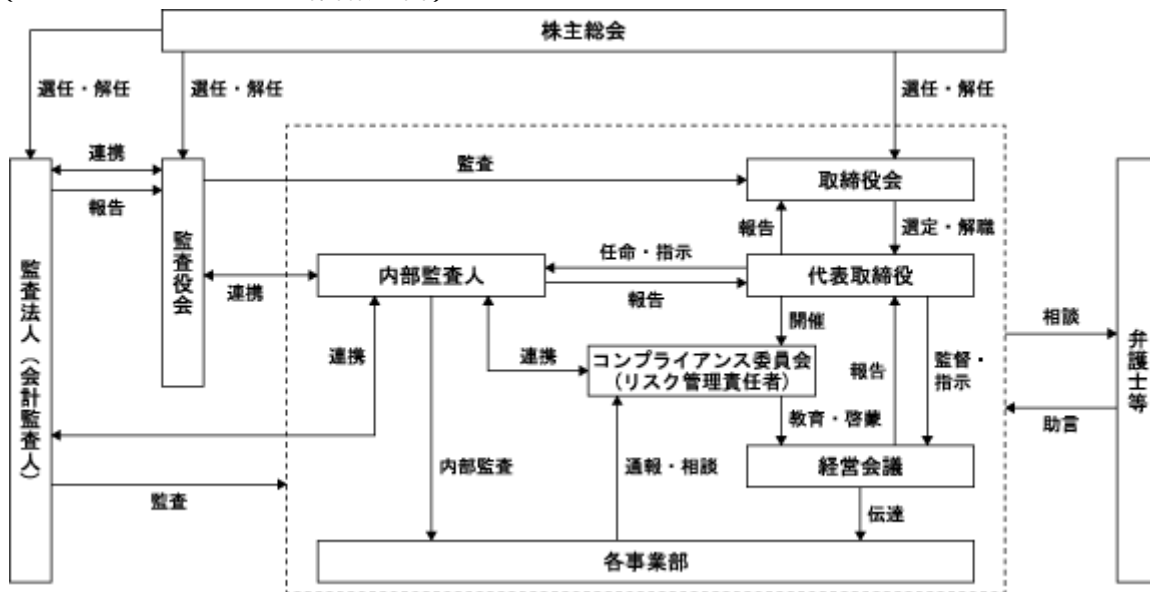 株主総会
選任・解任
選任・解任
選任・解任
連携
報告
監査
取締役会
報告
選定・解職
監査法人（会計監査人）
監査役会
連携
内部監査人
任命・指示
報告
代表取締役
開催
相談
弁護士等
連携
連携
コンプライアンス委員会
（リスク管理責任者）
報告
監督・
指示
教育・啓蒙
助言
内部監査
通報・相談
経営会議
監査
伝達
各事業部